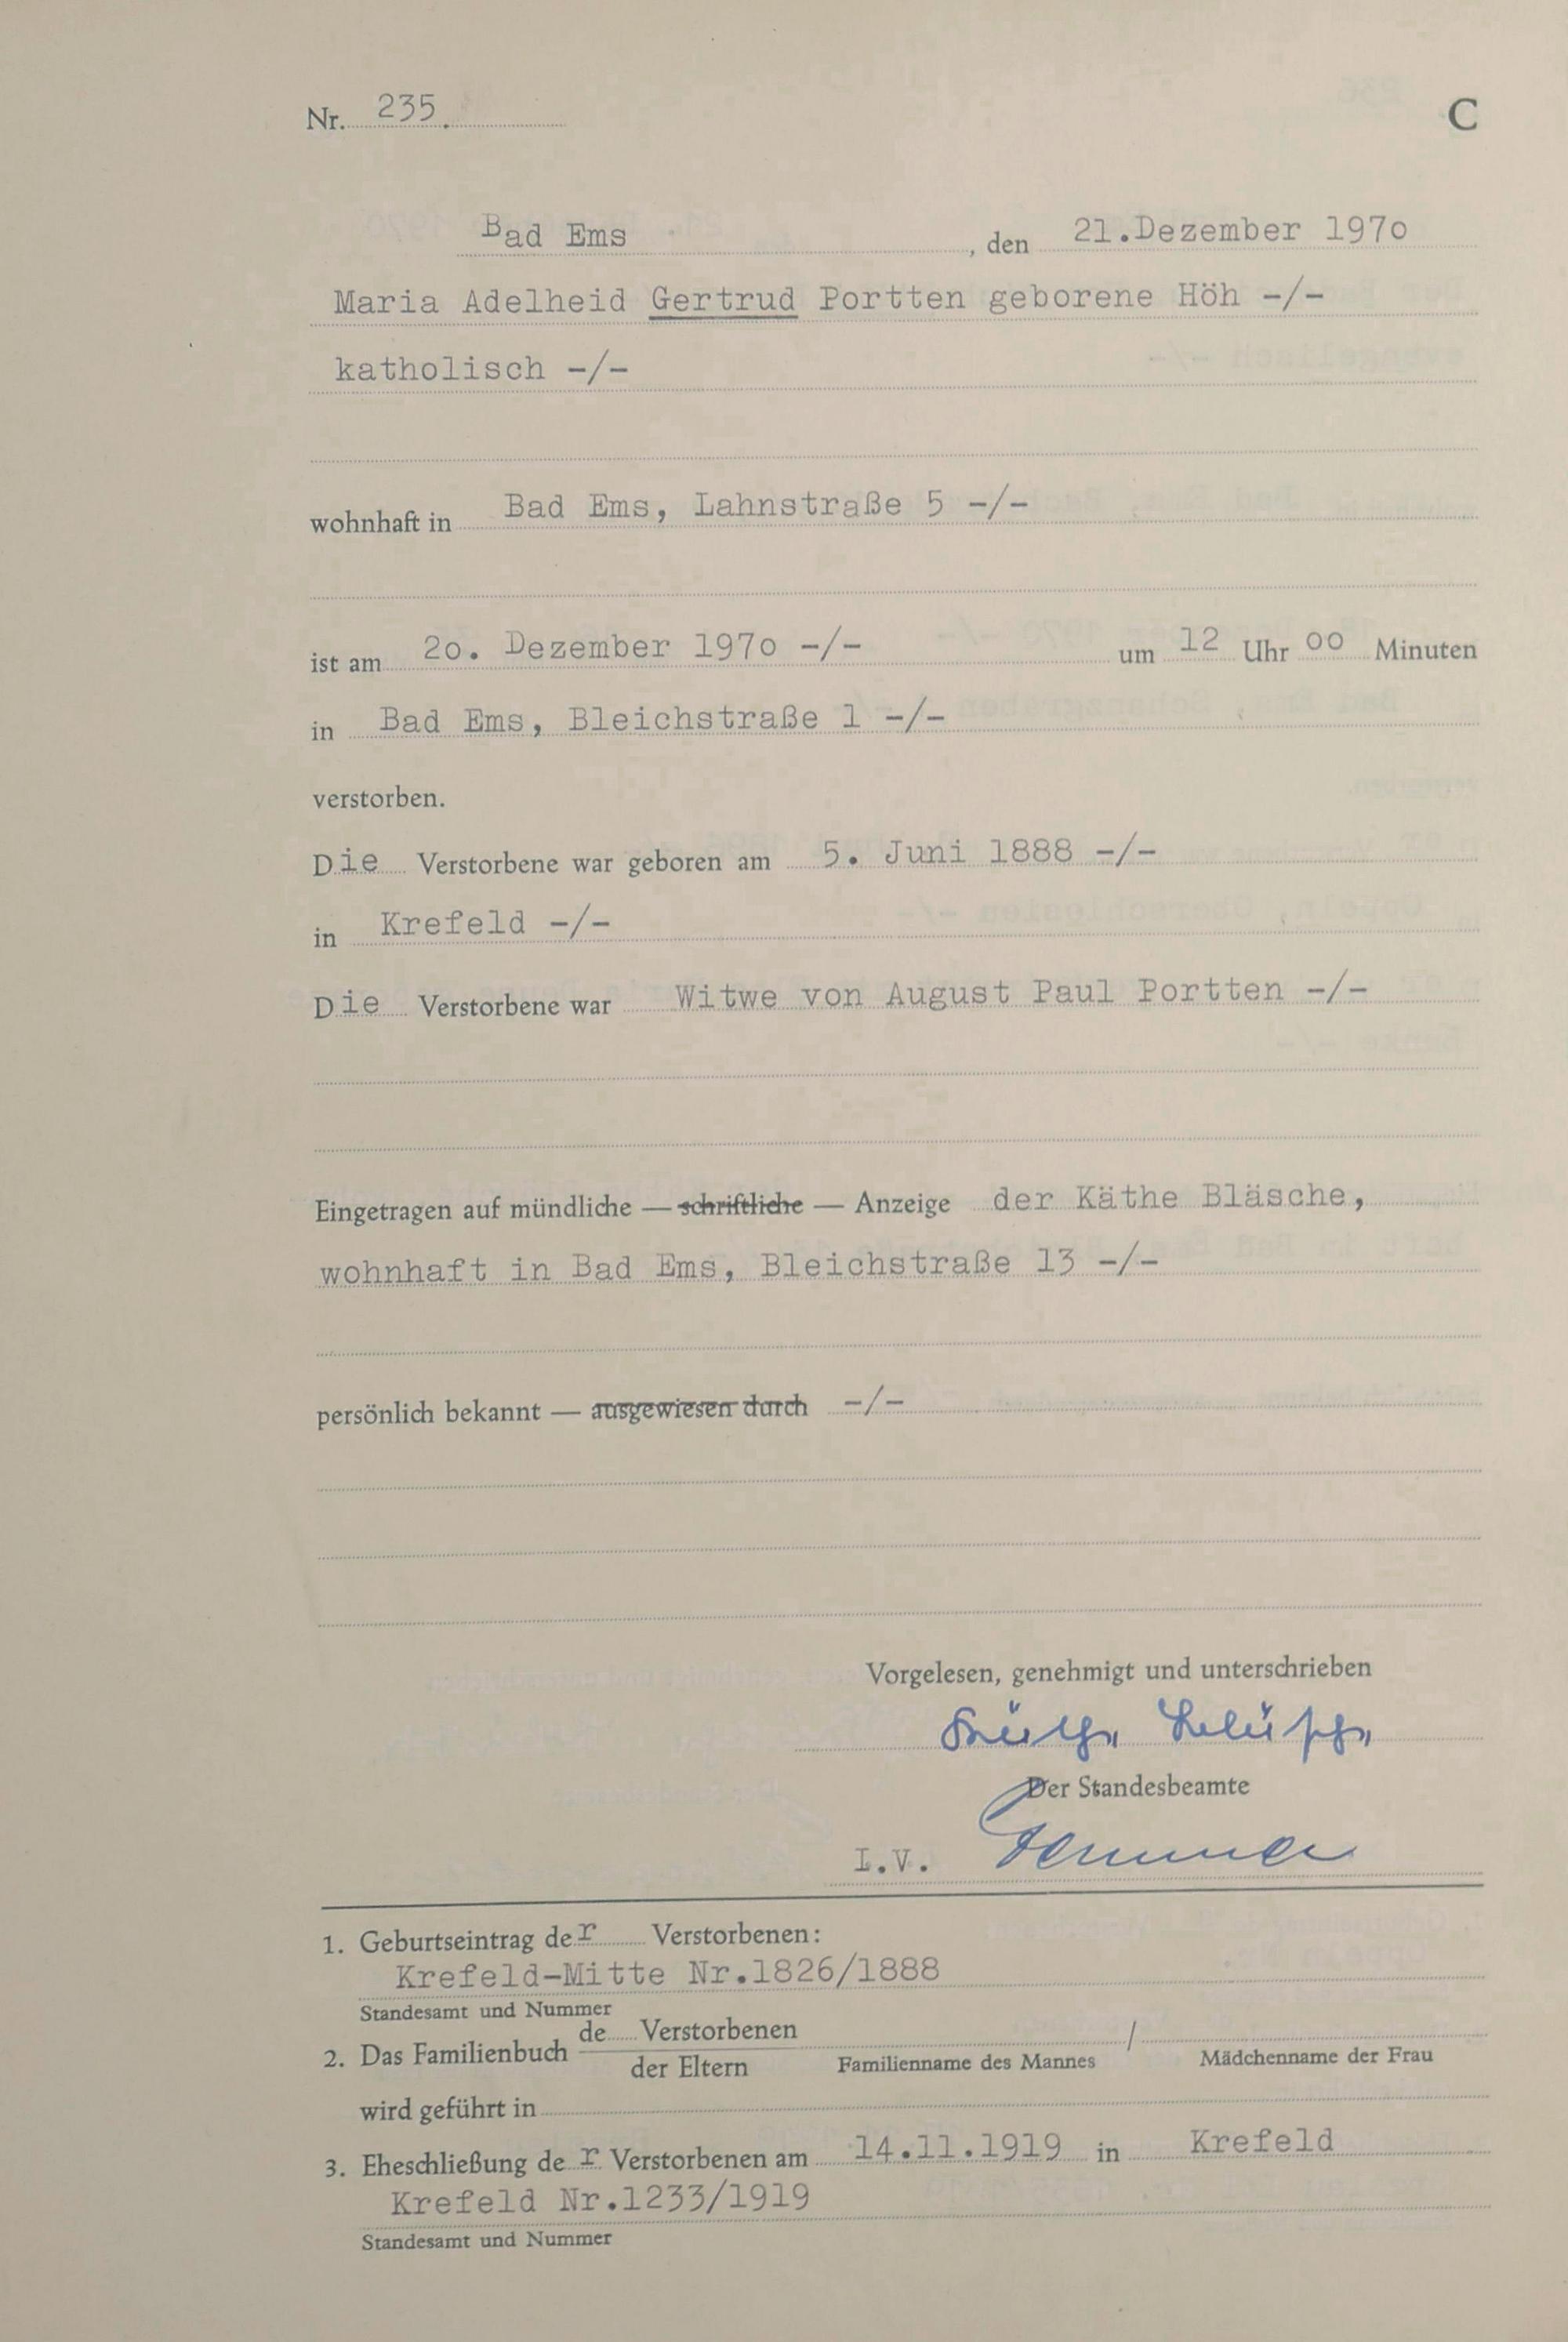 Nr. 235.
C
Bad Ems, den 21.Dezember 1970
Maria Adelheid Gertrud Portten geborene Höh -/-
katholisch -/-
wohnhaft in Bad Ems, Lahnstraße 5 -/-
ist am 20. Dezember 1970 -/- um 12 Uhr 00 Minuten
in Bad Ems, Bleichstraße 1 -/-
verstorben.
Die Verstorbene war geboren am 5. Juni 1888 -/-
in Krefeld -/-
Die Verstorbene war Witwe von August Paul Portten -/-
Eingetragen auf mündliche — schriftliche — Anzeige der Käthe Bläsche,
wohnhaft in Bad Ems, Bleichstraße 13 -/-
persönlich bekannt — ausgewiesen durch -/-
Vorgelesen, genehmigt und unterschrieben
Käthe Bläsche
Der Standesbeamte
I.V.
1. Geburtseintrag der Verstorbenen:
Krefeld-Mitte Nr.1826/1888
Standesamt und Nummer
2. Das Familienbuch de Verstorbenen / der Eltern /
Familienname des Mannes Mädchenname der Frau
wird geführt in
3. Eheschließung der Verstorbenen am 14.11.1919 in Krefeld
Krefeld Nr.1233/1919
Standesamt und Nummer